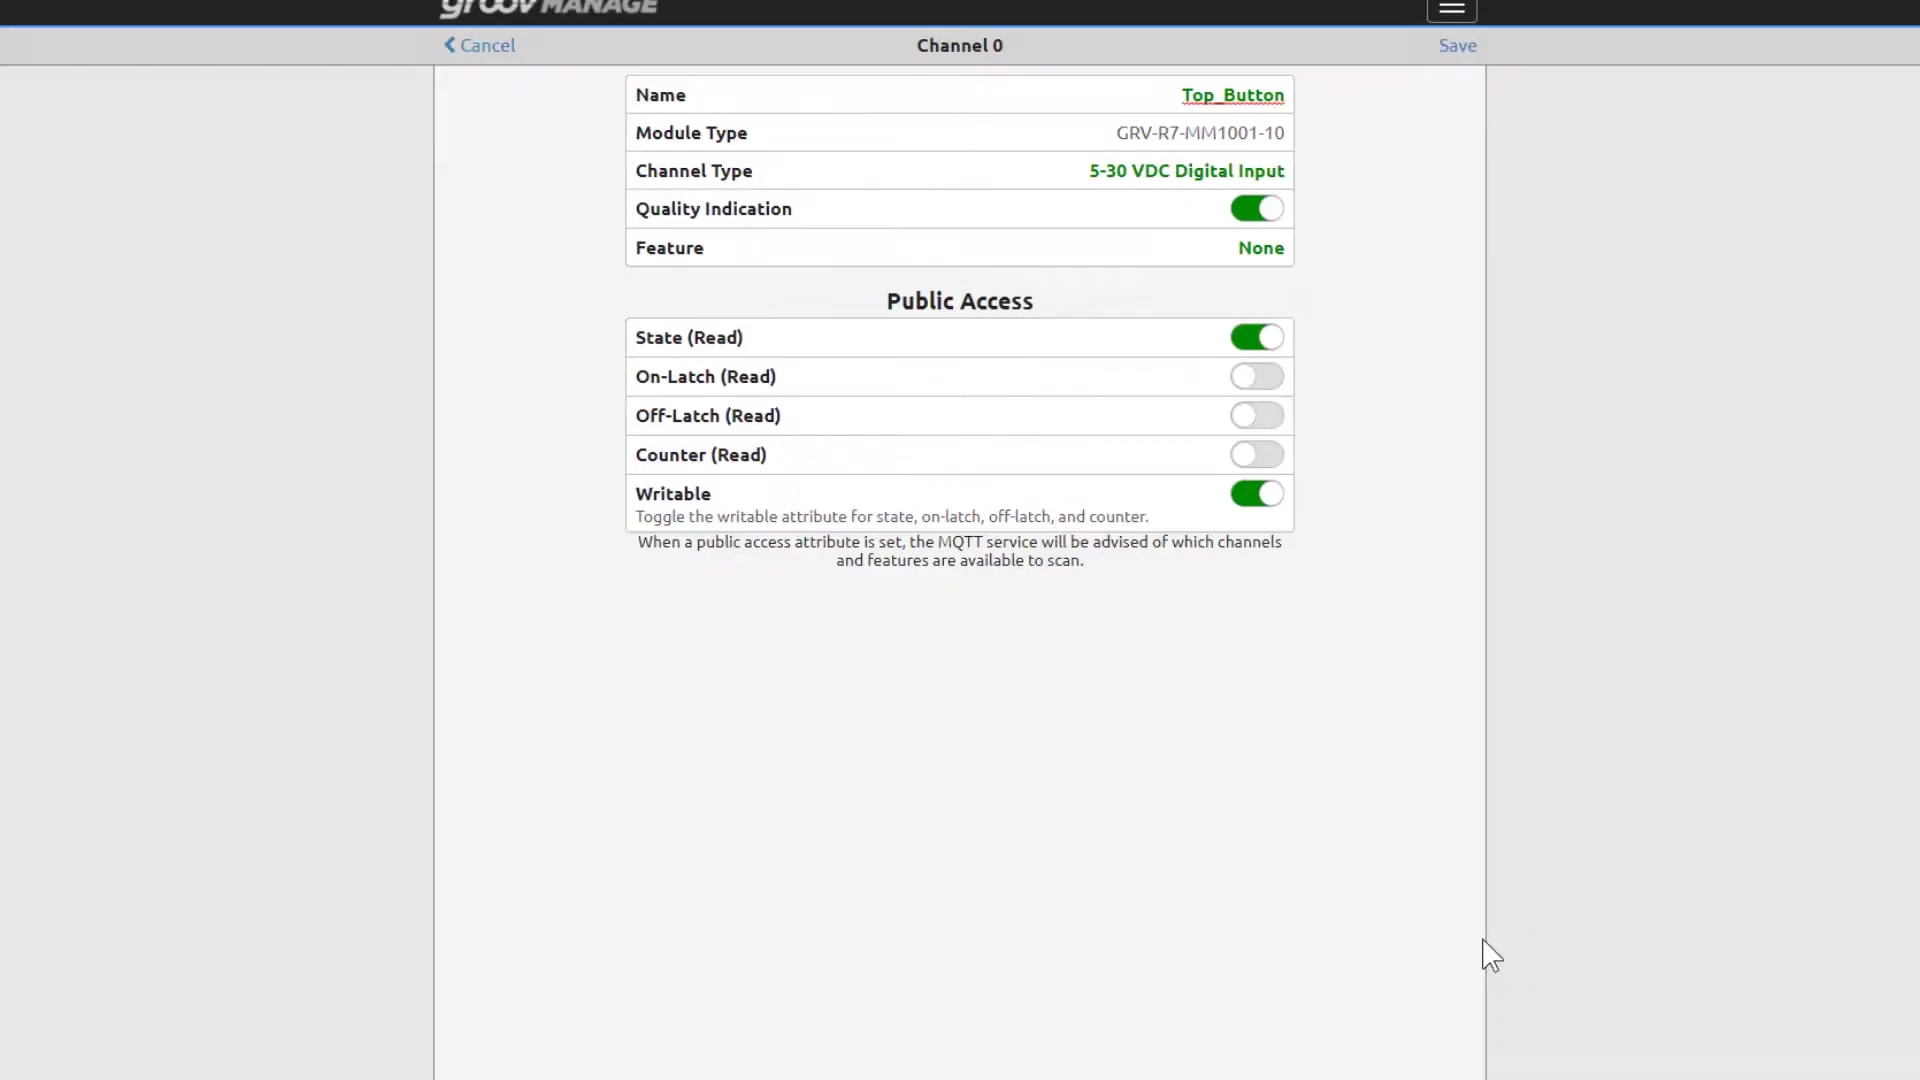 groov MANAGE
Cancel
Channel 0
Save
Name
Top_Button
Module Type
GRV-R7-MM1001-10
Channel Type
5-30 VDC Digital Input
Quality Indication
Feature
None
Public Access
State (Read)
On-Latch (Read)
Off-Latch (Read)
Counter (Read)
Writable
Toggle the writable attribute for state, on-latch, off-latch, and counter.
When a public access attribute is set, the MQTT service will be advised of which channels
and features are available to scan.